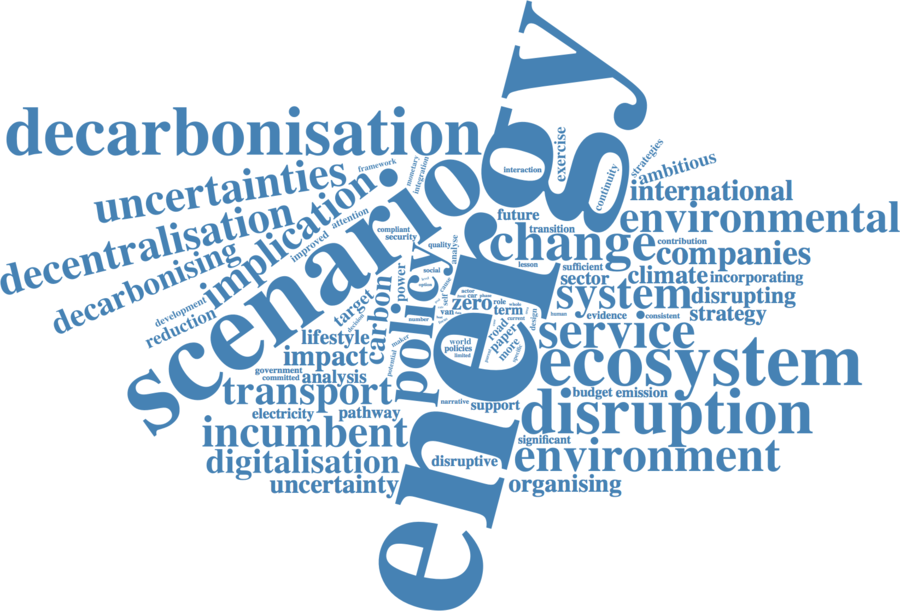 energy
scenario
decarbonisation
uncertainties
decentralisation
implication
decarbonising
framework
attention
improved
development
reduction
monetary
integration
interaction
exercise
continuity
strategies
ambitious
international
environmental
future
transition
change
contribution
companies
compliant
security
quality
analyse
lesson
sufficient
sector
climate
incorporating
social
option
power
policy
carbon
target
decision
lifestyle
impact
system
disrupting
evidence
consistent
strategy
human
actor
car
phase
zero
role
whole
term
current
van
self
cause
number
road
paper
more
design
specific
world
policies
limited
maker
potential
service
ecosystem
government
committed
analysis
transport
electricity
pathway
narrative
support
budget
emission
disruption
incumbent
significant
digitalisation
disruptive
environment
uncertainty
organising